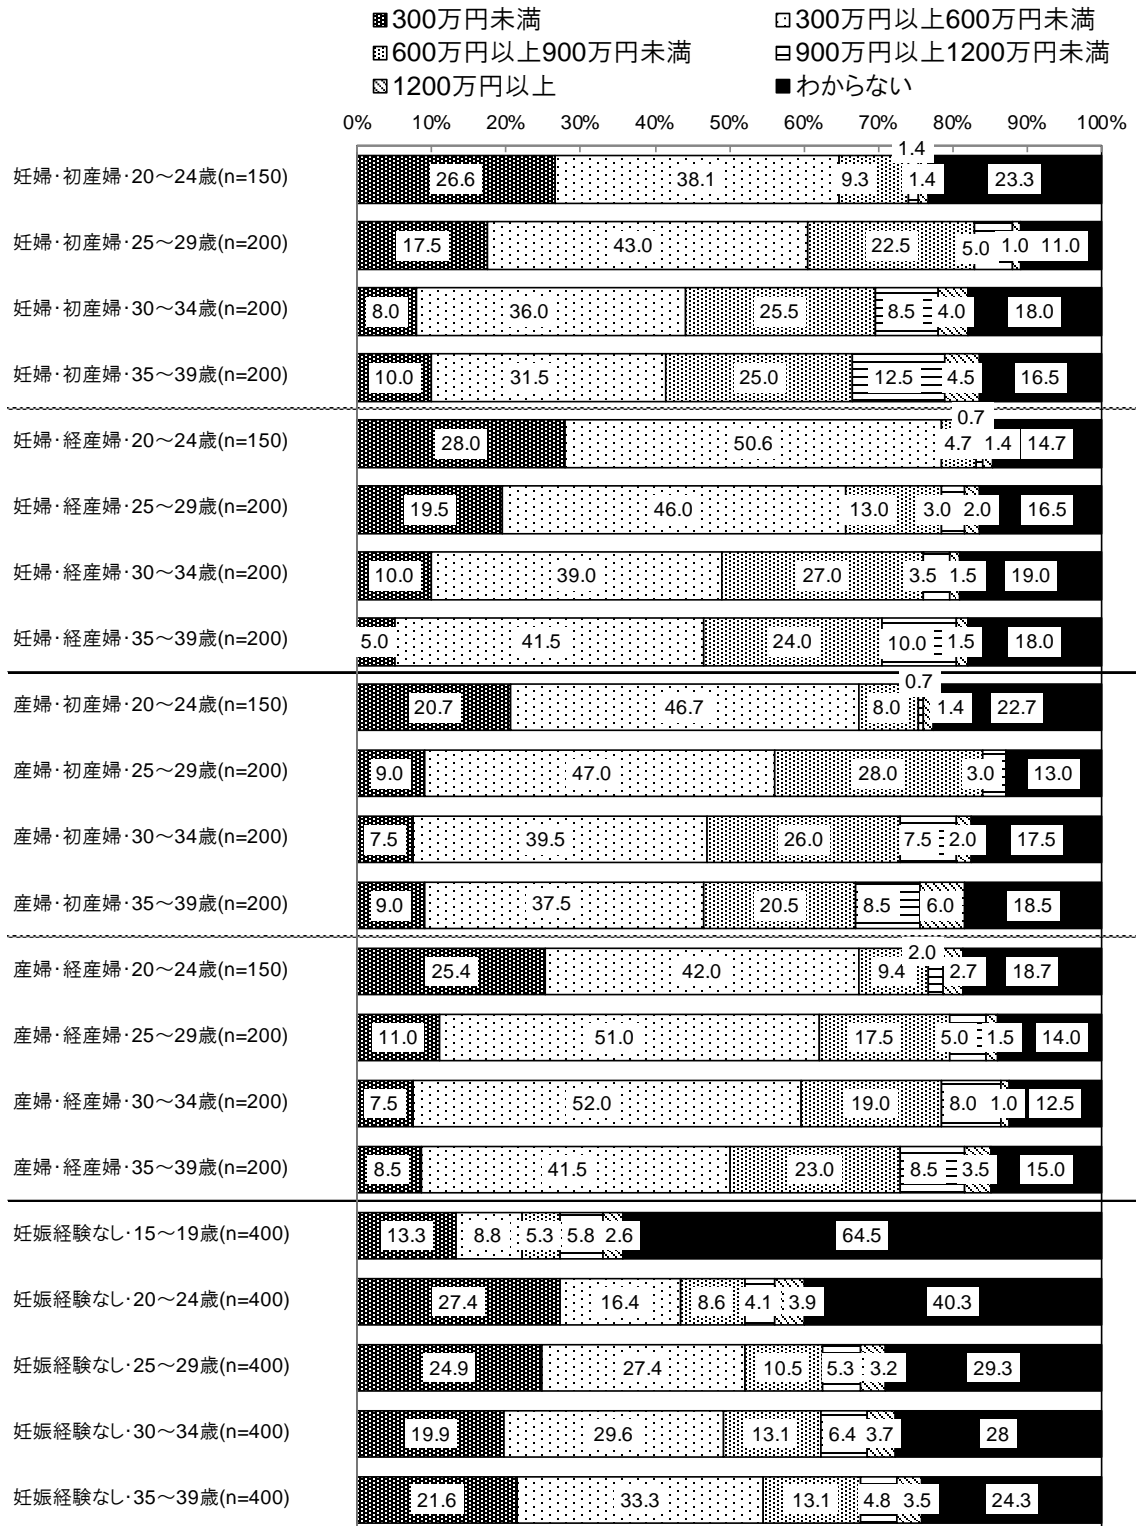 300万円未満 300万円以上600万円未満
600万円以上900万円未満 900万円以上1200万円未満
1200万円以上 わからない
0% 10% 20% 30% 40% 50% 60% 70% 80% 90% 100%
妊婦・初産婦・20～24歳(n=150) 26.6 38.1 9.3 1.4 1.4 23.3
妊婦・初産婦・25～29歳(n=200) 17.5 43.0 22.5 5.0 1.0 11.0
妊婦・初産婦・30～34歳(n=200) 8.0 36.0 25.5 8.5 4.0 18.0
妊婦・初産婦・35～39歳(n=200) 10.0 31.5 25.0 12.5 4.5 16.5
妊婦・経産婦・20～24歳(n=150) 28.0 50.6 4.7 0.7 1.4 14.7
妊婦・経産婦・25～29歳(n=200) 19.5 46.0 13.0 3.0 2.0 16.5
妊婦・経産婦・30～34歳(n=200) 10.0 39.0 27.0 3.5 1.5 19.0
妊婦・経産婦・35～39歳(n=200) 5.0 41.5 24.0 10.0 1.5 18.0
産婦・初産婦・20～24歳(n=150) 20.7 46.7 8.0 0.7 1.4 22.7
産婦・初産婦・25～29歳(n=200) 9.0 47.0 28.0 3.0 13.0
産婦・初産婦・30～34歳(n=200) 7.5 39.5 26.0 7.5 2.0 17.5
産婦・初産婦・35～39歳(n=200) 9.0 37.5 20.5 8.5 6.0 18.5
産婦・経産婦・20～24歳(n=150) 25.4 42.0 9.4 2.0 2.7 18.7
産婦・経産婦・25～29歳(n=200) 11.0 51.0 17.5 5.0 1.5 14.0
産婦・経産婦・30～34歳(n=200) 7.5 52.0 19.0 8.0 1.0 12.5
産婦・経産婦・35～39歳(n=200) 8.5 41.5 23.0 8.5 3.5 15.0
妊娠経験なし・15～19歳(n=400) 13.3 8.8 5.3 5.8 2.6 64.5
妊娠経験なし・20～24歳(n=400) 27.4 16.4 8.6 4.1 3.9 40.3
妊娠経験なし・25～29歳(n=400) 24.9 27.4 10.5 5.3 3.2 29.3
妊娠経験なし・30～34歳(n=400) 19.9 29.6 13.1 6.4 3.7 28
妊娠経験なし・35～39歳(n=400) 21.6 33.3 13.1 4.8 3.5 24.3